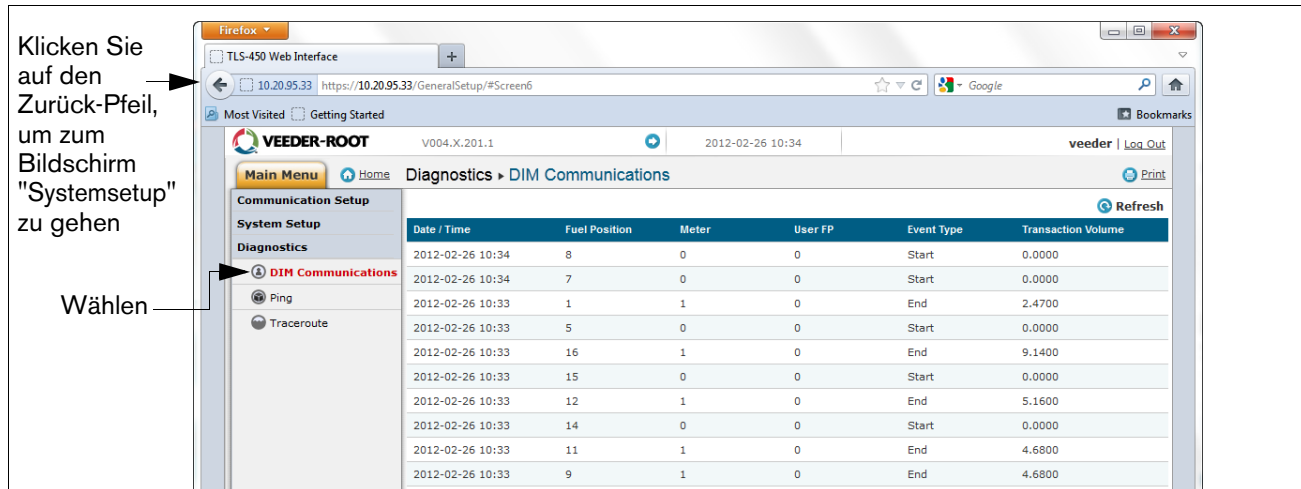 Klicken Sie
auf den
Zurück-Pfeil,
um zum
Bildschirm
"Systemsetup"
zu gehen
Wählen
Firefox
TLS-450 Web Interface
10.20.95.33 https://10.20.95.33/GeneralSetup/#Screen6 Google
Most Visited Getting Started Bookmarks
VEEDER-ROOT V004.X.201.1 2012-02-26 10:34 veeder | Log Out
Main Menu Home Diagnostics ▸ DIM Communications Print
Communication Setup
System Setup
Diagnostics
DIM Communications
Ping
Traceroute
Refresh
Date / Time Fuel Position Meter User FP Event Type Transaction Volume
2012-02-26 10:34 8 0 0 Start 0.0000
2012-02-26 10:34 7 0 0 Start 0.0000
2012-02-26 10:33 1 1 0 End 2.4700
2012-02-26 10:33 5 0 0 Start 0.0000
2012-02-26 10:33 16 1 0 End 9.1400
2012-02-26 10:33 15 0 0 Start 0.0000
2012-02-26 10:33 12 1 0 End 5.1600
2012-02-26 10:33 14 0 0 Start 0.0000
2012-02-26 10:33 11 1 0 End 4.6800
2012-02-26 10:33 9 1 0 End 4.6800